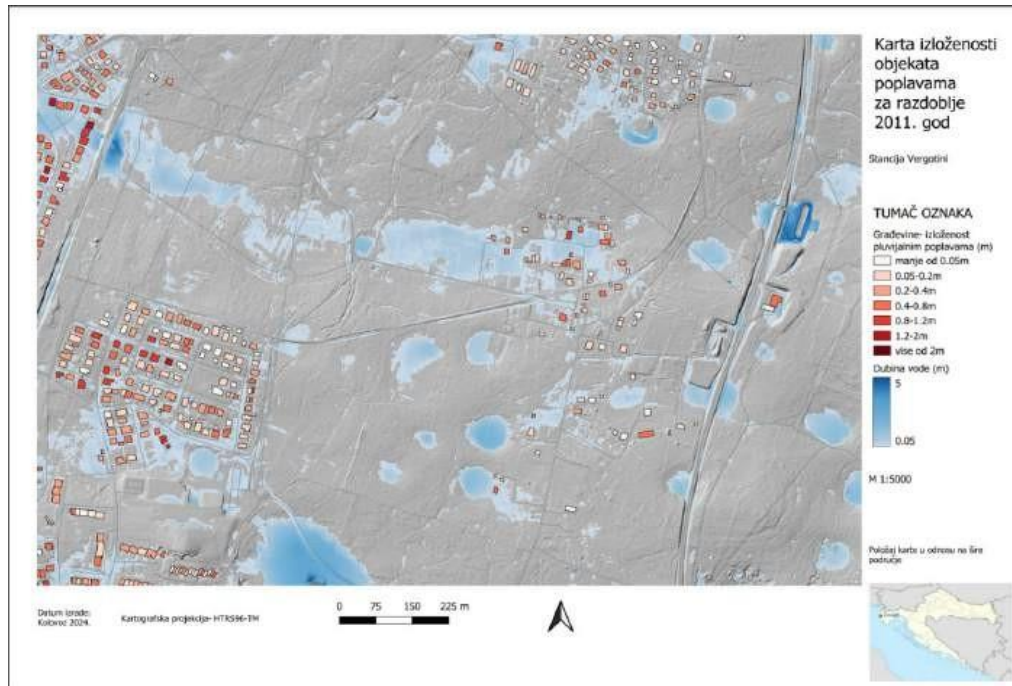 Karta izloženosti
objekata
poplavama
za razdoblje
2011. god
Stancija Vergotini
TUMAČ OZNAKA
Građevine- izloženost
pluvijalnim poplavama (m)
manje od 0.05m
0.05-0.2m
0.2-0.4m
0.4-0.8m
0.8-1.2m
1.2-2m
vise od 2m
Dubina vode (m)
5
0.05
M 1:5000
Položaj karte u odnosu na šire
područje
Datum izrade:
Kolovoz 2024.
Kartografska projekcija- HTRS96-TM
0 75 150 225 m